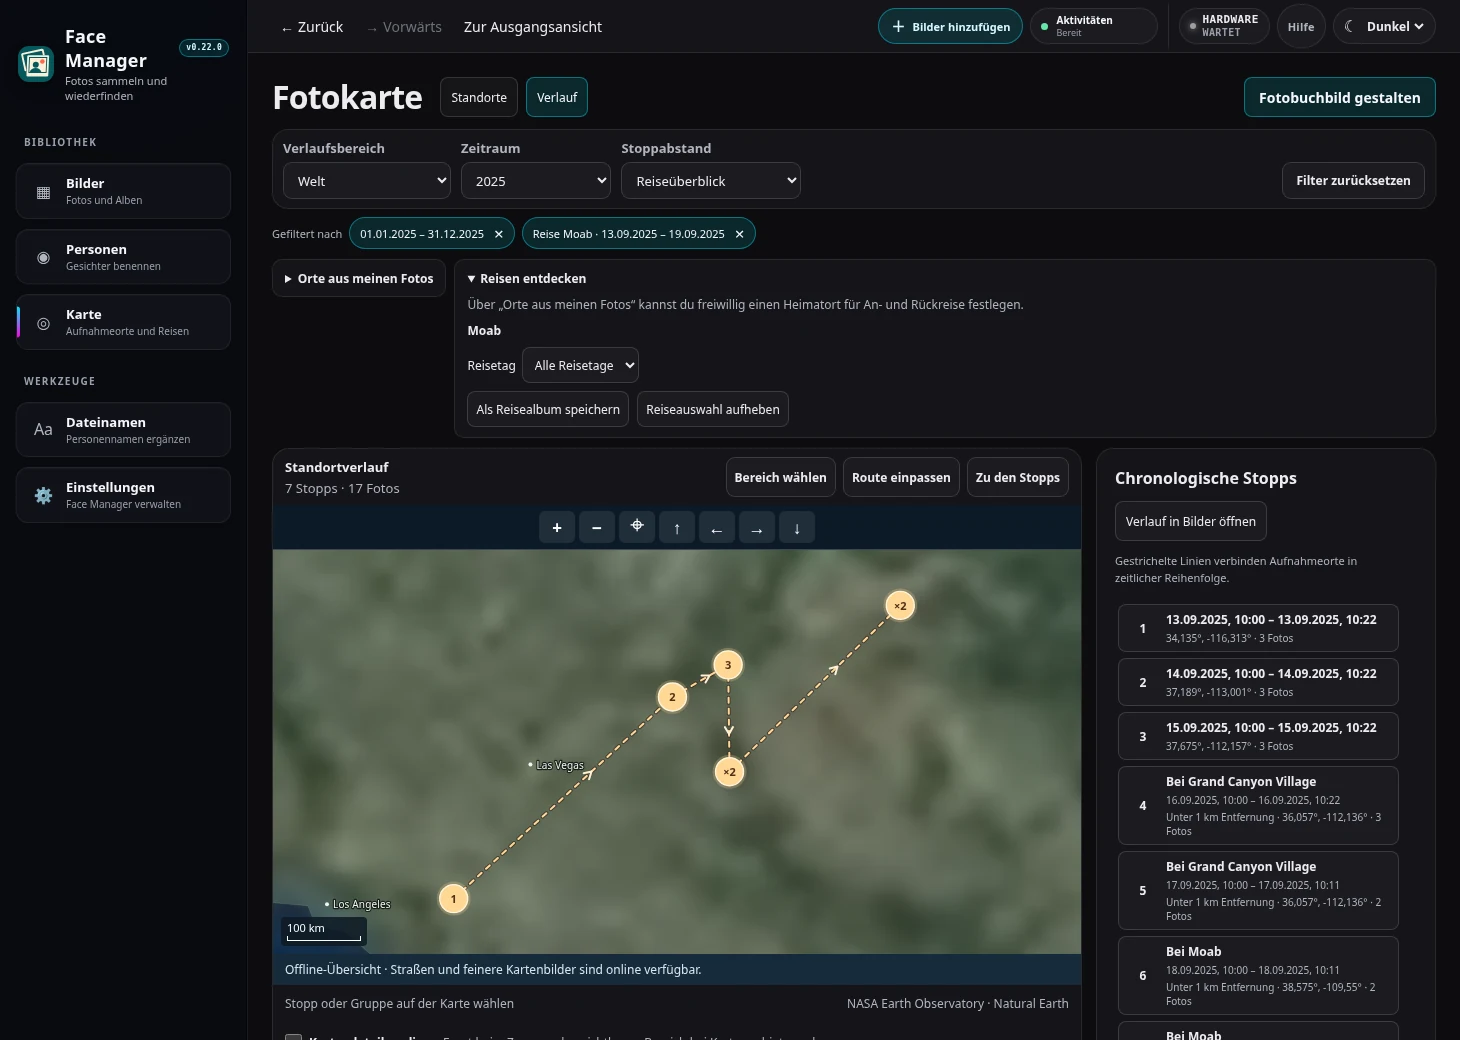 Face
Manager
v0.22.0
Fotos sammeln und
wiederfinden
BIBLIOTHEK
Bilder
Fotos und Alben
Personen
Gesichter benennen
Karte
Aufnahmeorte und Reisen
WERKZEUGE
Aa
Dateinamen
Personennamen ergänzen
Einstellungen
Face Manager verwalten
← Zurück
→ Vorwärts
Zur Ausgangsansicht
+ Bilder hinzufügen
Aktivitäten
Bereit
HARDWARE
WARTET
Hilfe
Dunkel
Fotokarte
Standorte
Verlauf
Fotobuchbild gestalten
Verlaufsbereich
Zeitraum
Stoppabstand
Welt
2025
Reiseüberblick
Filter zurücksetzen
Gefiltert nach
01.01.2025 – 31.12.2025 ✕
Reise Moab · 13.09.2025 – 19.09.2025 ✕
▶ Orte aus meinen Fotos
▼ Reisen entdecken
Über „Orte aus meinen Fotos“ kannst du freiwillig einen Heimatort für An- und Rückreise festlegen.
Moab
Reisetag
Alle Reisetage
Als Reisealbum speichern
Reiseauswahl aufheben
Standortverlauf
7 Stopps · 17 Fotos
Bereich wählen
Route einpassen
Zu den Stopps
+ − ⌖ ↑ ← → ↓
×2
3
2
Las Vegas
×2
1
Los Angeles
100 km
Offline-Übersicht · Straßen und feinere Kartenbilder sind online verfügbar.
Stopp oder Gruppe auf der Karte wählen
NASA Earth Observatory · Natural Earth
Chronologische Stopps
Verlauf in Bilder öffnen
Gestrichelte Linien verbinden Aufnahmeorte in
zeitlicher Reihenfolge.
1
13.09.2025, 10:00 – 13.09.2025, 10:22
34,135°, -116,313° · 3 Fotos
2
14.09.2025, 10:00 – 14.09.2025, 10:22
37,189°, -113,001° · 3 Fotos
3
15.09.2025, 10:00 – 15.09.2025, 10:22
37,675°, -112,157° · 3 Fotos
4
Bei Grand Canyon Village
16.09.2025, 10:00 – 16.09.2025, 10:22
Unter 1 km Entfernung · 36,057°, -112,136° · 3
Fotos
5
Bei Grand Canyon Village
17.09.2025, 10:00 – 17.09.2025, 10:11
Unter 1 km Entfernung · 36,057°, -112,136° · 2
Fotos
6
Bei Moab
18.09.2025, 10:00 – 18.09.2025, 10:11
Unter 1 km Entfernung · 38,575°, -109,55° · 2
Fotos
Bei Moab